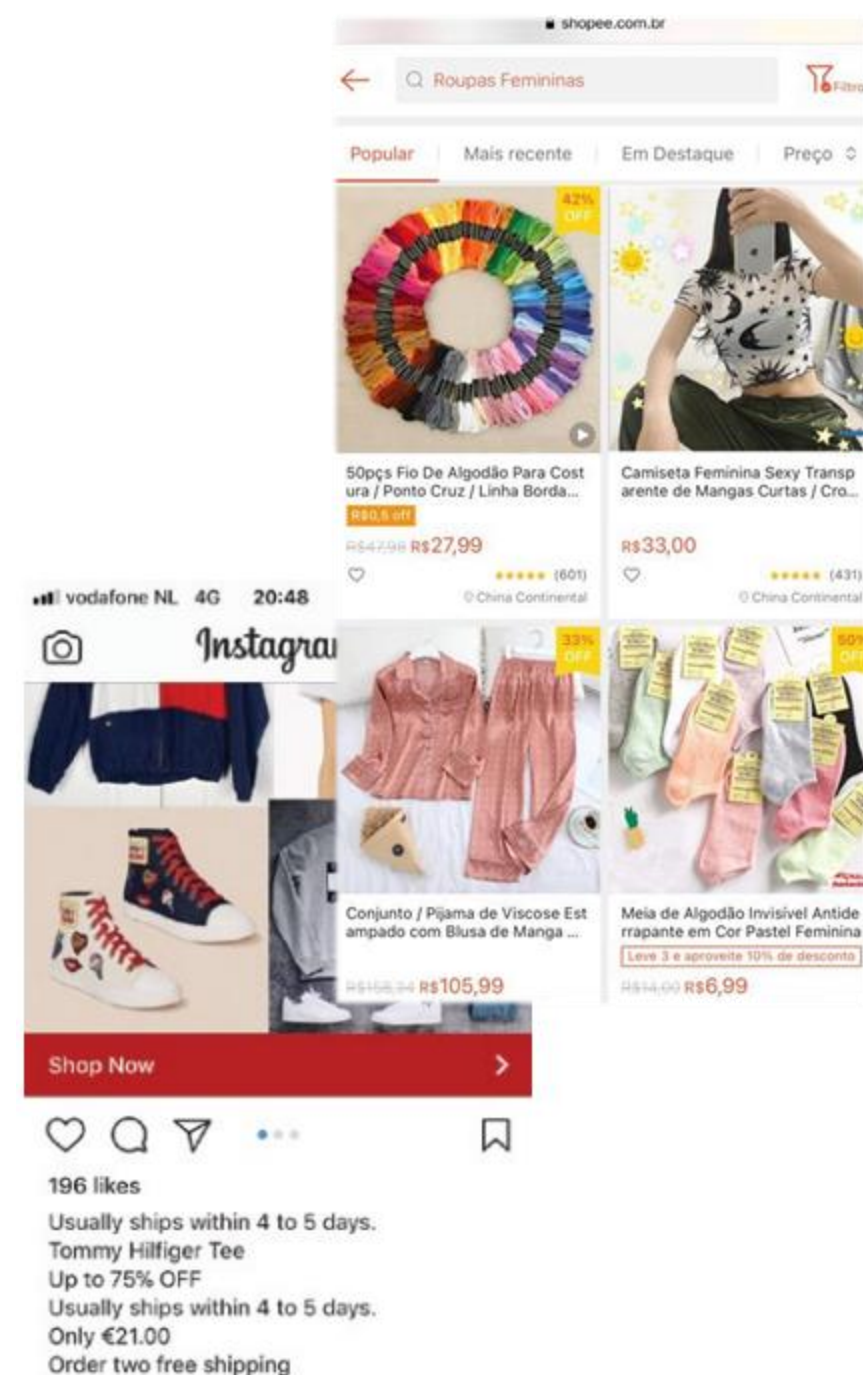 shopee.com.br
Roupas Femininas
Filtro
Popular
Mais recente
Em Destaque
Preço
42%
OFF
50pçs Fio De Algodão Para Cost
ura / Ponto Cruz / Linha Borda...
R$0,5 off
R$47,98 R$27,99
(601)
China Continental
Camiseta Feminina Sexy Transp
arente de Mangas Curtas / Cro...
R$33,00
(431)
China Continental
33%
OFF
Conjunto / Pijama de Viscose Est
ampado com Blusa de Manga ...
R$105,99
50%
OFF
Meia de Algodão Invisível Antide
rrapante em Cor Pastel Feminina
Leve 3 e aproveite 10% de desconto
R$14,00 R$6,99
vodafone NL 4G 20:48
Instagra
Shop Now
196 likes
Usually ships within 4 to 5 days.
Tommy Hilfiger Tee
Up to 75% OFF
Usually ships within 4 to 5 days.
Only €21.00
Order two free shipping